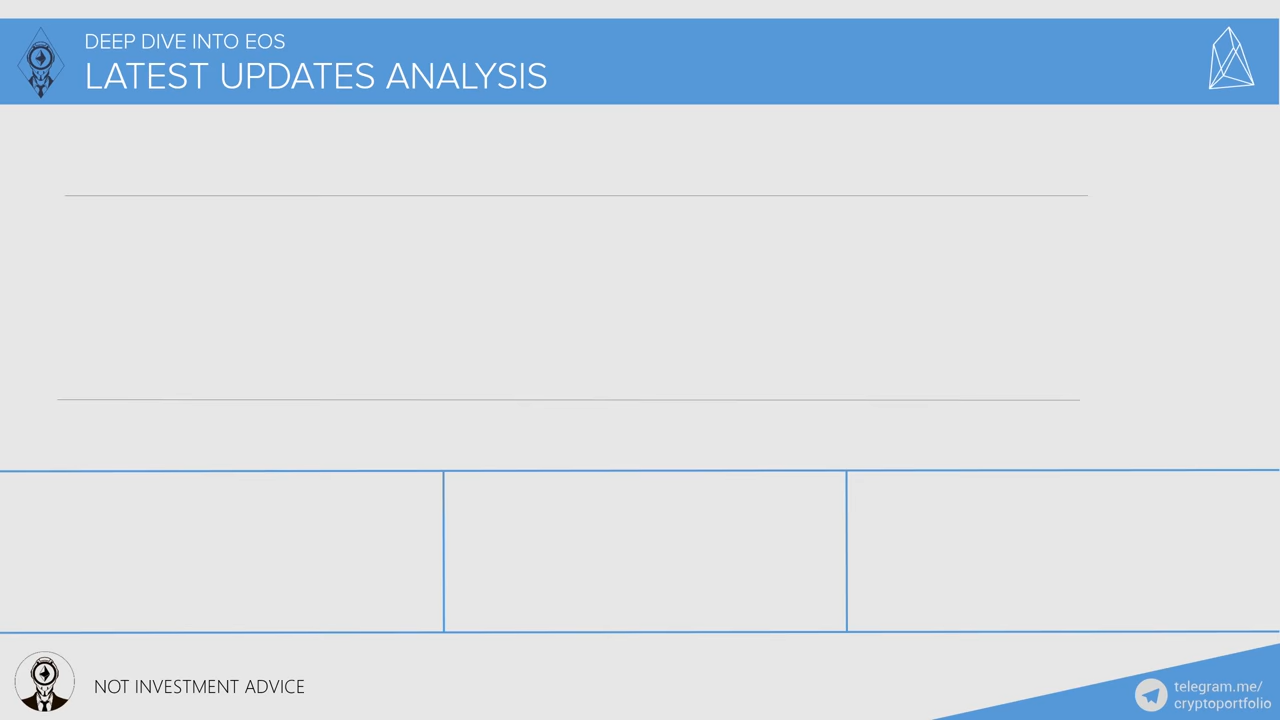 DEEP DIVE INTO EOS
LATEST UPDATES ANALYSIS
NOT INVESTMENT ADVICE
telegram.me/
cryptoportfolio